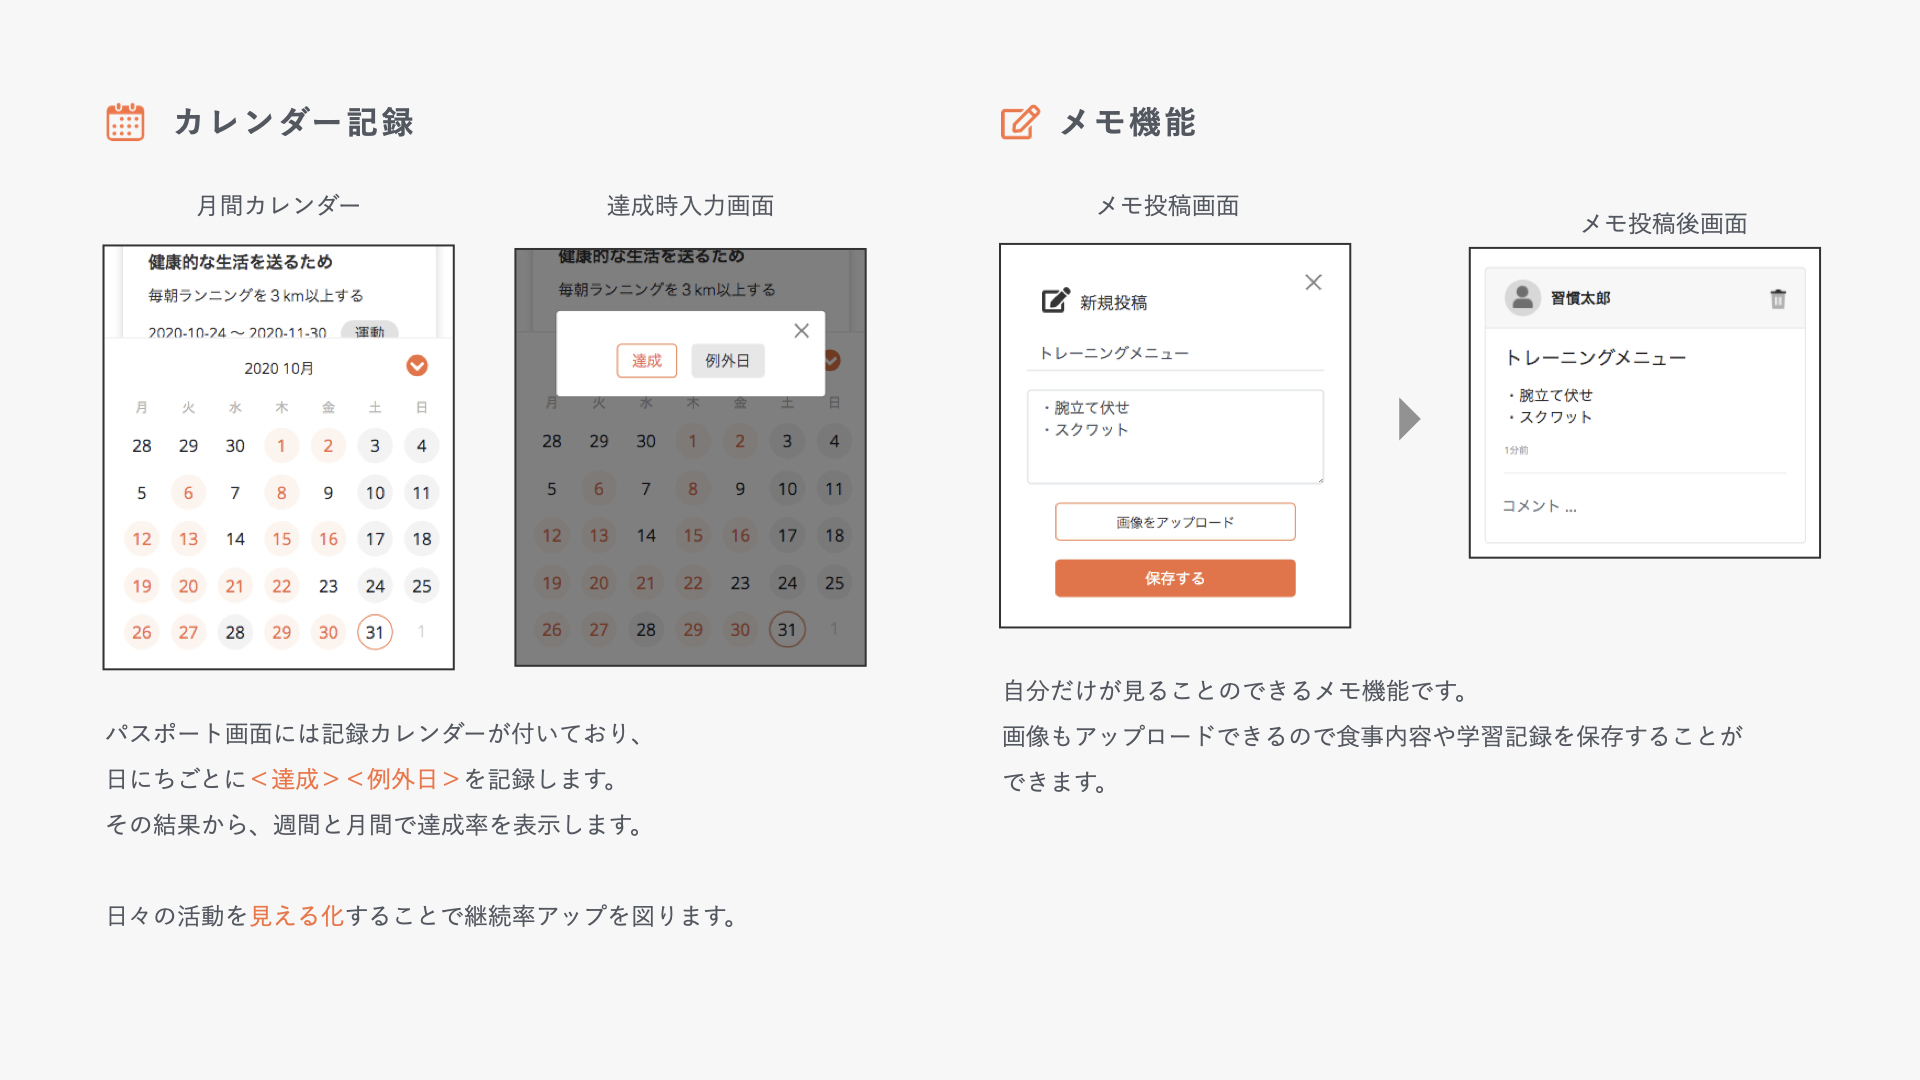 カレンダー記録
月間カレンダー
健康的な生活を送るため
毎朝ランニングを３km以上する
2020-10-24 〜 2020-11-30 運動
2020 10月
月 火 水 木 金 土 日
28 29 30 1 2 3 4
5 6 7 8 9 10 11
12 13 14 15 16 17 18
19 20 21 22 23 24 25
26 27 28 29 30 31 1
達成時入力画面
健康的な生活を送るため
毎朝ランニングを３km以上する
達成 例外日
月 火 水 木 金 土 日
28 29 30 1 2 3 4
5 6 7 8 9 10 11
12 13 14 15 16 17 18
19 20 21 22 23 24 25
26 27 28 29 30 31 1
パスポート画面には記録カレンダーが付いており、
日にちごとに＜達成＞＜例外日＞を記録します。
その結果から、週間と月間で達成率を表示します。
日々の活動を見える化することで継続率アップを図ります。
メモ機能
メモ投稿画面
新規投稿
トレーニングメニュー
・腕立て伏せ
・スクワット
画像をアップロード
保存する
メモ投稿後画面
習慣太郎
トレーニングメニュー
・腕立て伏せ
・スクワット
1分前
コメント ...
自分だけが見ることのできるメモ機能です。
画像もアップロードできるので食事内容や学習記録を保存することが
できます。